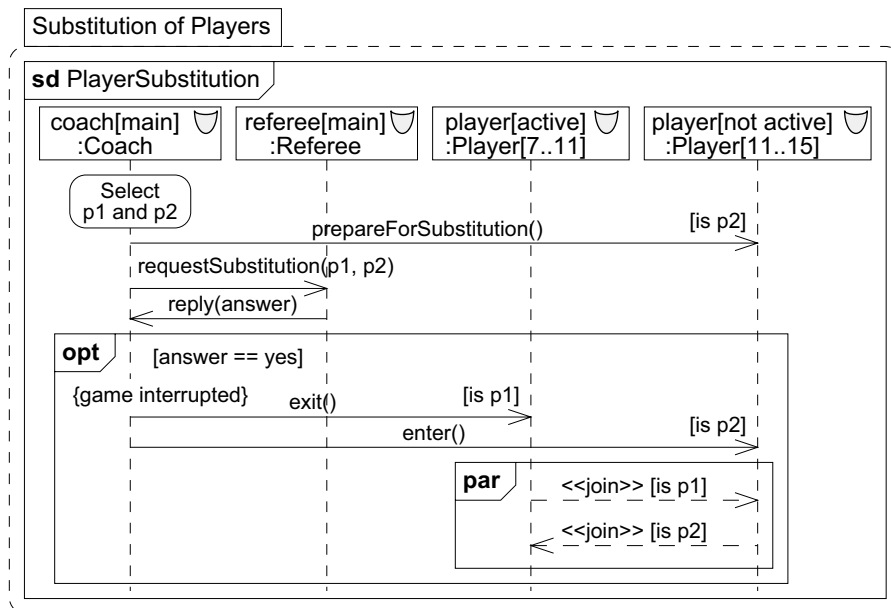 Substitution of Players
sd PlayerSubstitution
coach[main]
:Coach
referee[main]
:Referee
player[active]
:Player[7..11]
player[not active]
:Player[11..15]
Select
p1 and p2
prepareForSubstitution()
[is p2]
requestSubstitution(p1, p2)
reply(answer)
opt
[answer == yes]
{game interrupted}
exit()
[is p1]
enter()
[is p2]
par
<<join>> [is p1]
<<join>> [is p2]